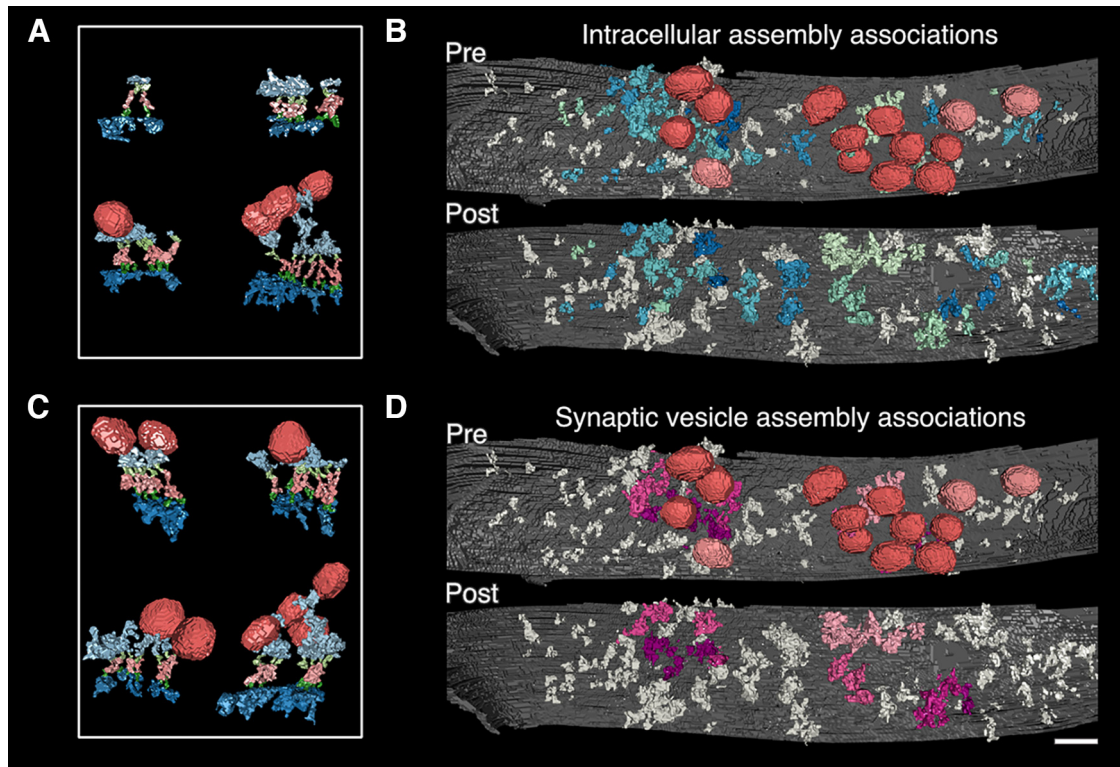 A
B
Intracellular assembly associations
Pre
Post
C
D
Synaptic vesicle assembly associations
Pre
Post